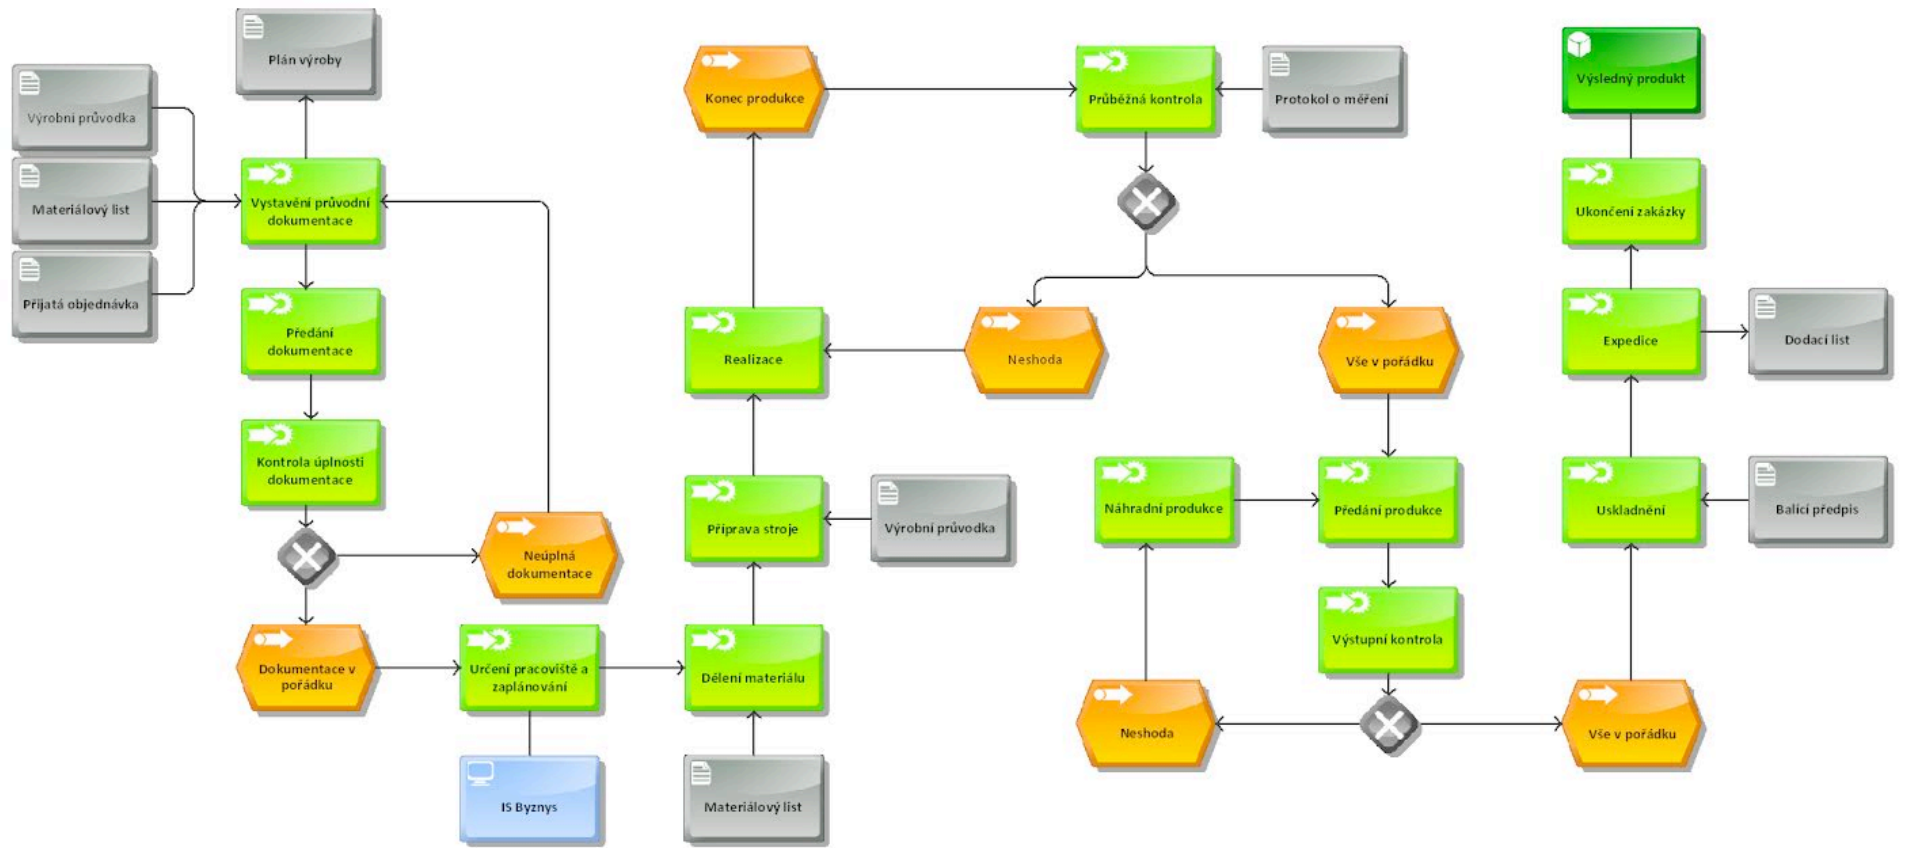 Plán výroby
Výrobní průvodka
Materiálový list
Přijatá objednávka
Vystavění průvodní
dokumentace
Předání
dokumentace
Kontrola úplnosti
dokumentace
Neúplná
dokumentace
Dokumentace v
pořádku
Určení pracoviště a
zaplánování
IS Byznys
Dělení materiálu
Materiálový list
Příprava stroje
Výrobní průvodka
Realizace
Konec produkce
Průběžná kontrola
Protokol o měření
Neshoda
Vše v pořádku
Náhradní produkce
Předání produkce
Výstupní kontrola
Neshoda
Vše v pořádku
Uskladnění
Balící předpis
Expedice
Dodací list
Ukončení zakázky
Výsledný produkt